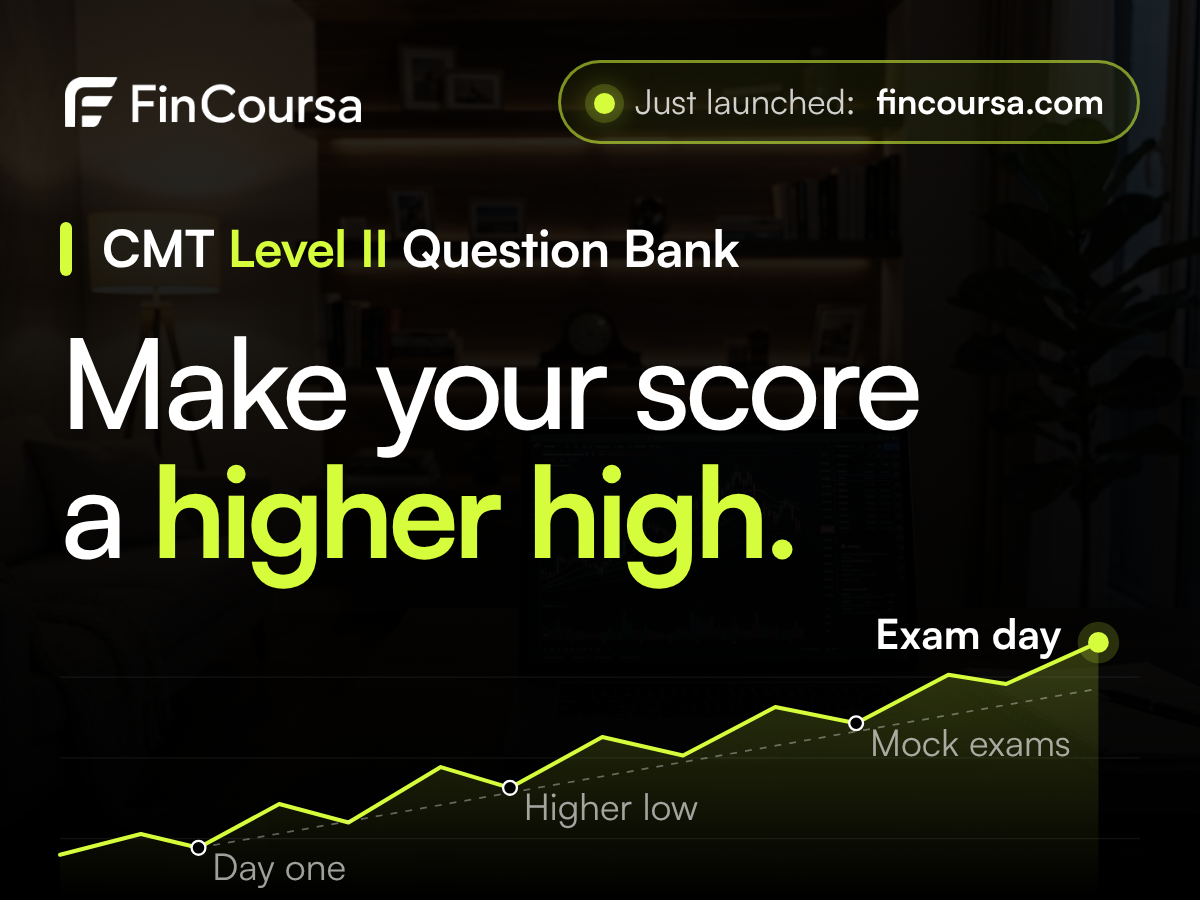 FinCoursa
Just launched: fincoursa.com
CMT Level II Question Bank
Make your score
a higher high.
Exam day
Mock exams
Higher low
Day one